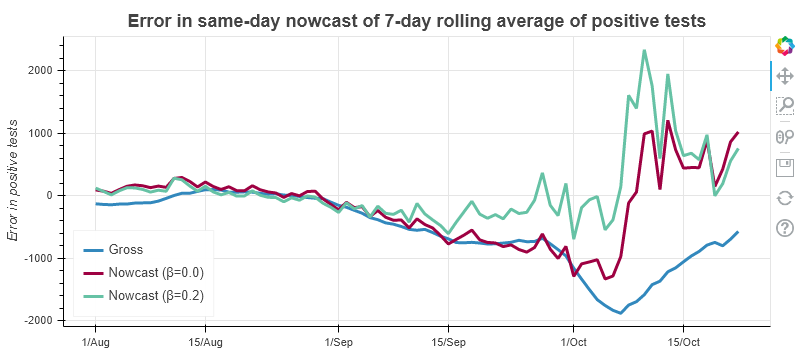 Error in same-day nowcast of 7-day rolling average of positive tests
Error in positive tests
2000
1000
0
-1000
-2000
Gross
Nowcast (β=0.0)
Nowcast (β=0.2)
1/Aug 15/Aug 1/Sep 15/Sep 1/Oct 15/Oct